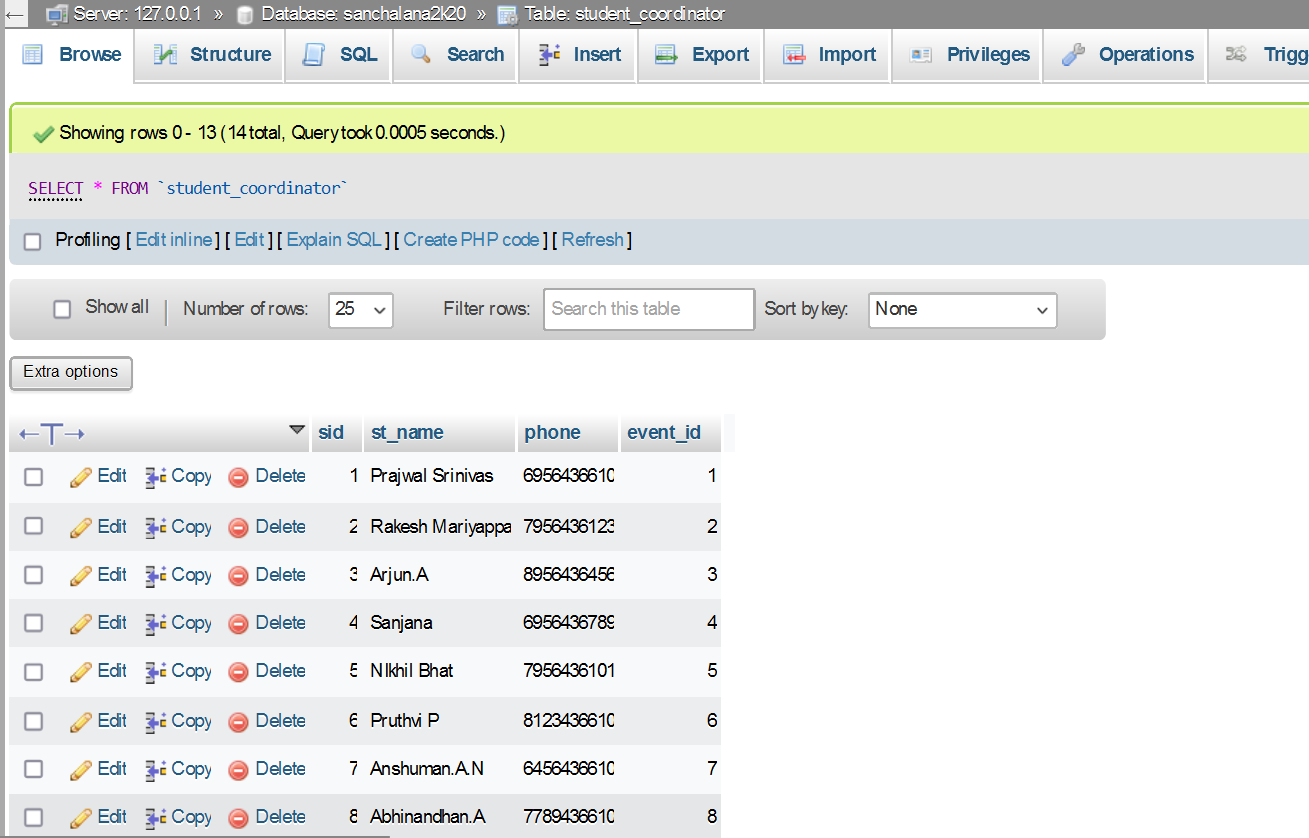 ← Server: 127.0.0.1 » Database: sanchalana2k20 » Table: student_coordinator
Browse Structure SQL Search Insert Export Import Privileges Operations Trigg
Showing rows 0 - 13 (14 total, Query took 0.0005 seconds.)
SELECT * FROM `student_coordinator`
Profiling [ Edit inline ] [ Edit ] [ Explain SQL ] [ Create PHP code ] [ Refresh ]
Show all | Number of rows: 25 Filter rows: Search this table Sort by key: None
Extra options
←T→ sid st_name phone event_id
Edit Copy Delete 1 Prajwal Srinivas 6956436610 1
Edit Copy Delete 2 Rakesh Mariyappa 7956436123 2
Edit Copy Delete 3 Arjun.A 8956436456 3
Edit Copy Delete 4 Sanjana 6956436789 4
Edit Copy Delete 5 NIkhil Bhat 7956436101 5
Edit Copy Delete 6 Pruthvi P 8123436610 6
Edit Copy Delete 7 Anshuman.A.N 6456436610 7
Edit Copy Delete 8 Abhinandhan.A 7789436610 8